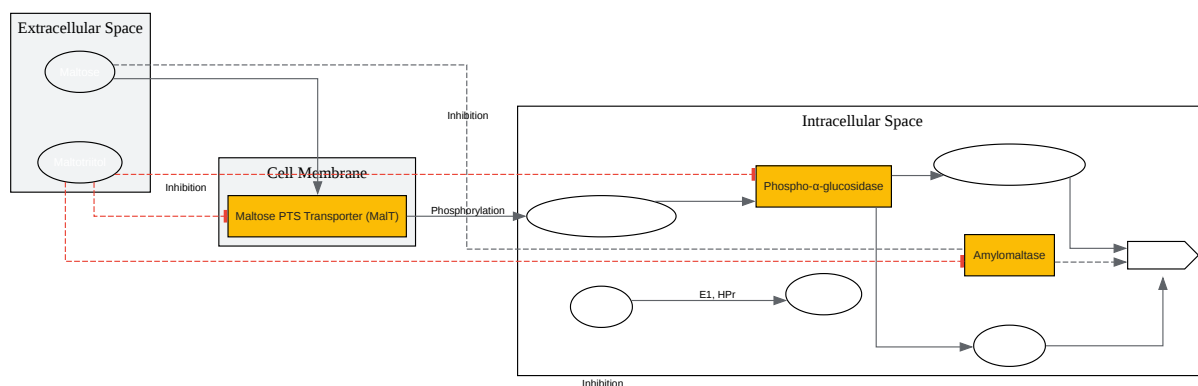 Extracellular Space
Maltose
Inhibition
Intracellular Space
Maltotriitol
Cell Membrane
Inhibition
Phospho-α-glucosidase
Maltose PTS Transporter (MalT)
Phosphorylation
Amylomaltase
E1, HPr
Inhibition